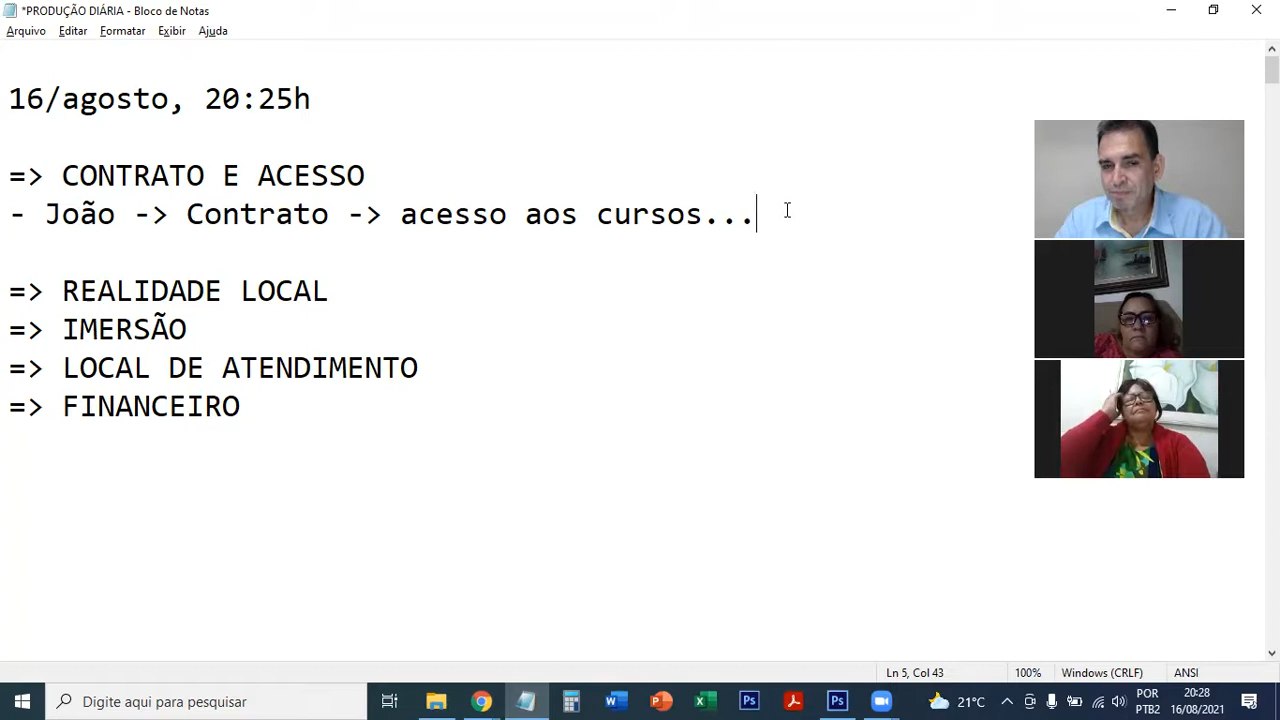 *PRODUÇÃO DIÁRIA - Bloco de Notas
Arquivo Editar Formatar Exibir Ajuda
16/agosto, 20:25h
=> CONTRATO E ACESSO
- João -> Contrato -> acesso aos cursos...
=> REALIDADE LOCAL
=> IMERSÃO
=> LOCAL DE ATENDIMENTO
=> FINANCEIRO
Ln 5, Col 43 100% Windows (CRLF) ANSI
Digite aqui para pesquisar
Ps
Ps
21°C
POR
PTB2
20:28
16/08/2021